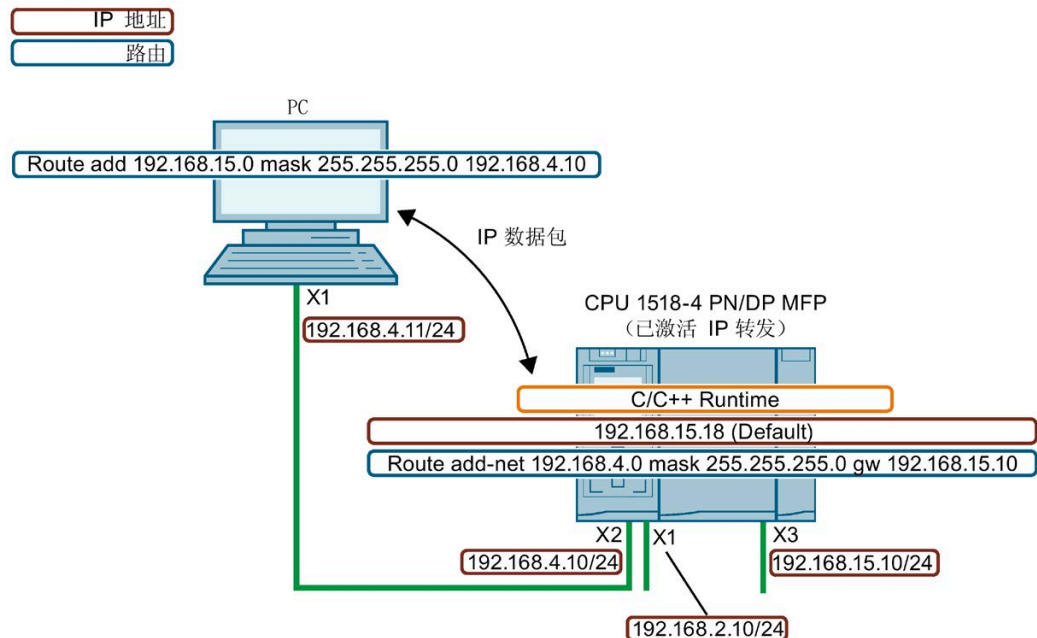 IP 地址
路由
PC
Route add 192.168.15.0 mask 255.255.255.0 192.168.4.10
IP 数据包
X1
192.168.4.11/24
CPU 1518-4 PN/DP MFP
（已激活 IP 转发）
C/C++ Runtime
192.168.15.18 (Default)
Route add-net 192.168.4.0 mask 255.255.255.0 gw 192.168.15.10
X2 X1 X3
192.168.4.10/24 192.168.15.10/24
192.168.2.10/24